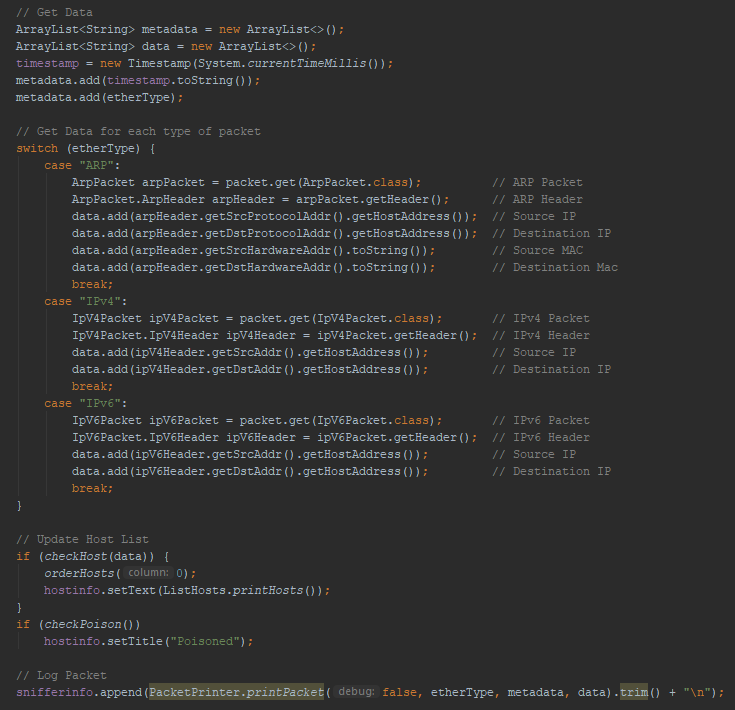 // Get Data
ArrayList<String> metadata = new ArrayList<>();
ArrayList<String> data = new ArrayList<>();
timestamp = new Timestamp(System.currentTimeMillis());
metadata.add(timestamp.toString());
metadata.add(etherType);

// Get Data for each type of packet
switch (etherType) {
    case "ARP":
        ArpPacket arpPacket = packet.get(ArpPacket.class);          // ARP Packet
        ArpPacket.ArpHeader arpHeader = arpPacket.getHeader();      // ARP Header
        data.add(arpHeader.getSrcProtocolAddr().getHostAddress());  // Source IP
        data.add(arpHeader.getDstProtocolAddr().getHostAddress());  // Destination IP
        data.add(arpHeader.getSrcHardwareAddr().toString());        // Source MAC
        data.add(arpHeader.getDstHardwareAddr().toString());        // Destination Mac
        break;
    case "IPv4":
        IpV4Packet ipV4Packet = packet.get(IpV4Packet.class);       // IPv4 Packet
        IpV4Packet.IpV4Header ipV4Header = ipV4Packet.getHeader();  // IPv4 Header
        data.add(ipV4Header.getSrcAddr().getHostAddress());         // Source IP
        data.add(ipV4Header.getDstAddr().getHostAddress());         // Destination IP
        break;
    case "IPv6":
        IpV6Packet ipV6Packet = packet.get(IpV6Packet.class);       // IPv6 Packet
        IpV6Packet.IpV6Header ipV6Header = ipV6Packet.getHeader();  // IPv6 Header
        data.add(ipV6Header.getSrcAddr().getHostAddress());         // Source IP
        data.add(ipV6Header.getDstAddr().getHostAddress());         // Destination IP
        break;
}

// Update Host List
if (checkHost(data)) {
    orderHosts( column: 0);
    hostinfo.setText(ListHosts.printHosts());
}
if (checkPoison())
    hostinfo.setTitle("Poisoned");

// Log Packet
snifferinfo.append(PacketPrinter.printPacket( debug: false, etherType, metadata, data).trim() + "\n");